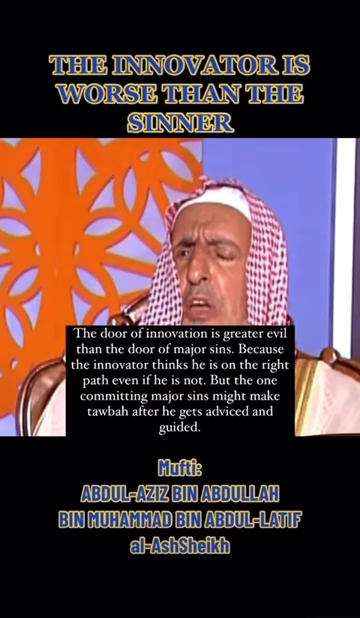 THE INNOVATOR IS
WORSE THAN THE
SINNER
The door of innovation is greater evil
than the door of major sins. Because
the innovator thinks he is on the right
path even if he is not. But the one
committing major sins might make
tawbah after he gets adviced and
guided.
Mufti:
ABDUL-AZIZ BIN ABDULLAH
BIN MUHAMMAD BIN ABDUL-LATIF
al-AshSheikh